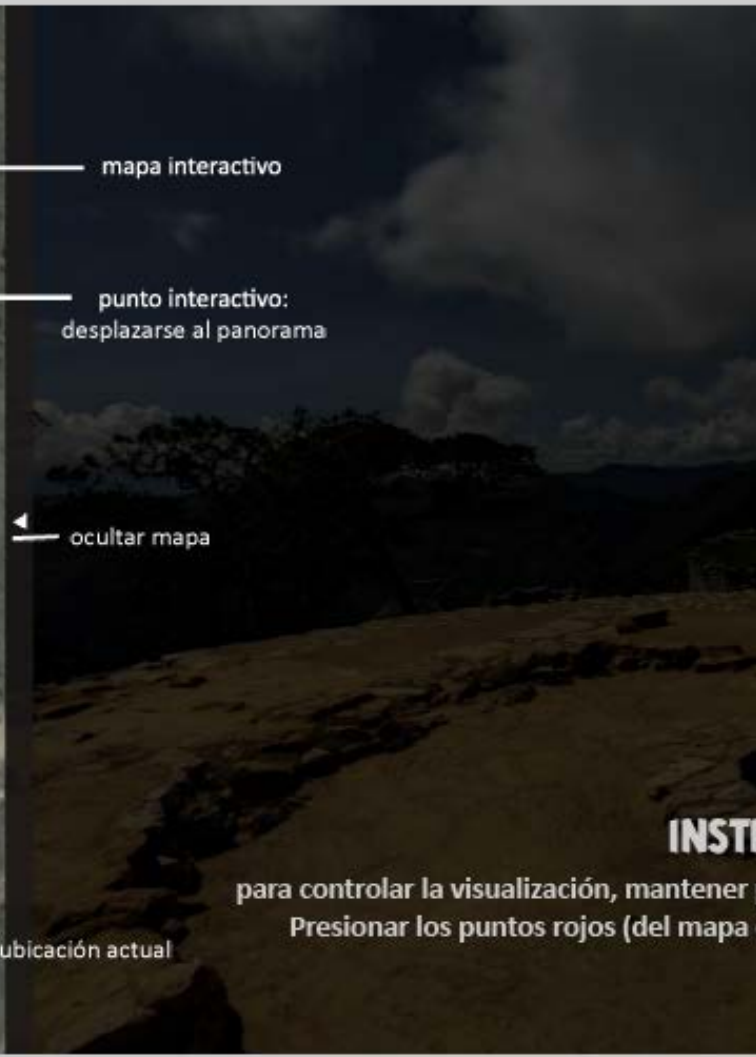 mapa interactivo
punto interactivo:
desplazarse al panorama
ocultar mapa
para controlar la visualización, mantener
Presionar los puntos rojos (del mapa
ubicación actual